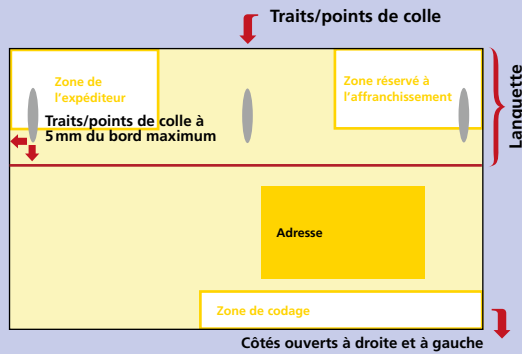 Traits/points de colle
Zone de
l'expéditeur
Zone réservé à
l'affranchissement
Languette
Traits/points de colle à
5 mm du bord maximum
Adresse
Zone de codage
Côtés ouverts à droite et à gauche